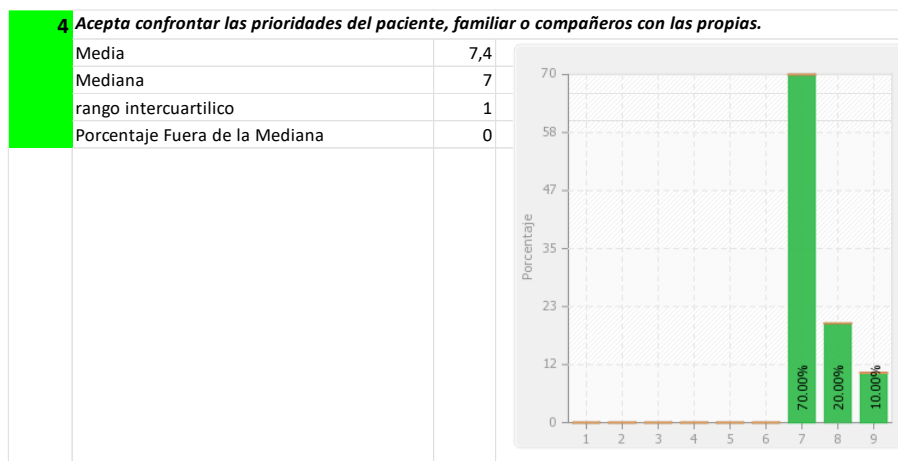 4 Acepta confrontar las prioridades del paciente, familiar o compañeros con las propias.
Media 7,4
Mediana 7
rango intercuartilico 1
Porcentaje Fuera de la Mediana 0
Porcentaje
70
58
47
35
23
12
0
70.00% 20.00% 10.00%
1 2 3 4 5 6 7 8 9